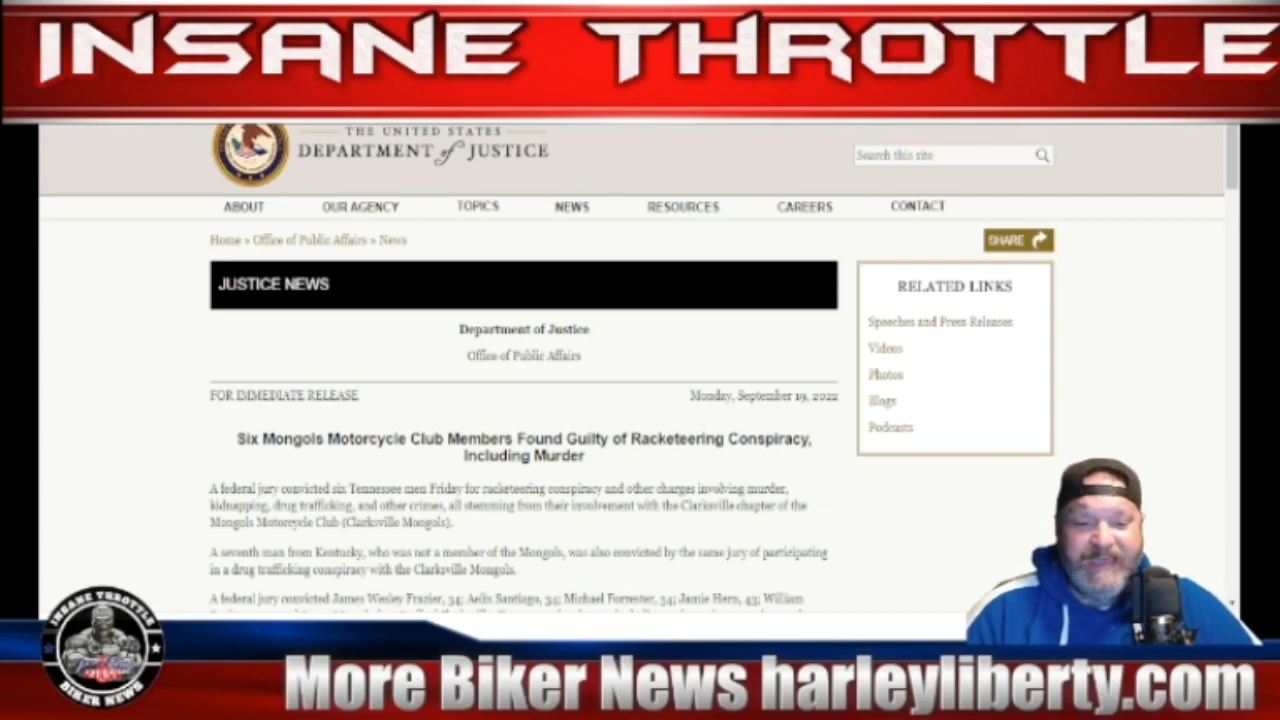 INSANE THROTTLE
THE UNITED STATES
DEPARTMENT of JUSTICE
Search this site
ABOUT OUR AGENCY TOPICS NEWS RESOURCES CAREERS CONTACT
Home » Office of Public Affairs » News
SHARE
JUSTICE NEWS
Department of Justice
Office of Public Affairs
FOR IMMEDIATE RELEASE Monday, September 19, 2022
Six Mongols Motorcycle Club Members Found Guilty of Racketeering Conspiracy,
Including Murder
A federal jury convicted six Tennessee men Friday for racketeering conspiracy and other charges involving murder,
kidnapping, drug trafficking, and other crimes, all stemming from their involvement with the Clarksville chapter of the
Mongols Motorcycle Club (Clarksville Mongols).
A seventh man from Kentucky, who was not a member of the Mongols, was also convicted by the same jury of participating
in a drug trafficking conspiracy with the Clarksville Mongols.
A federal jury convicted James Wesley Frazier, 34; Aelix Santiago, 34; Michael Forrester, 34; Jamie Hern, 43; William
RELATED LINKS
Speeches and Press Releases
Videos
Photos
Blogs
Podcasts
INSANE THROTTLE
BIKER NEWS
More Biker News harleyliberty.com